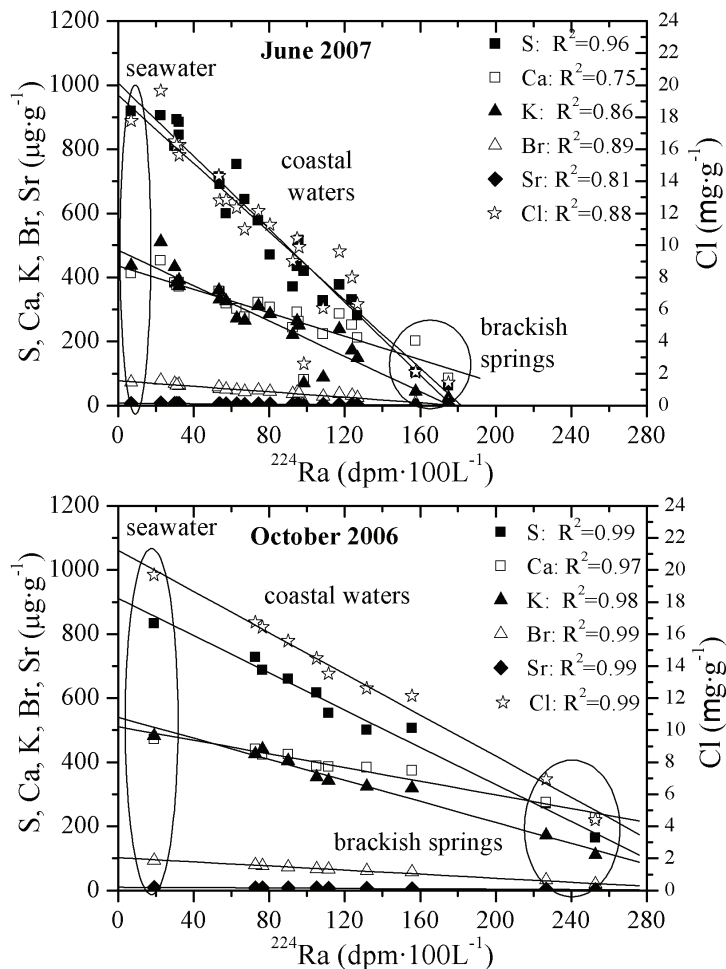 June 2007
seawater
coastal
waters
brackish
springs
S: R²=0.96
Ca: R²=0.75
K: R²=0.86
Br: R²=0.89
Sr: R²=0.81
Cl: R²=0.88
S, Ca, K, Br, Sr (µg·g⁻¹)
1200
1000
800
600
400
200
0
Cl (mg·g⁻¹)
24
22
20
18
16
14
12
10
8
6
4
2
0
0 40 80 120 160 200 240 280
²²⁴Ra (dpm·100L⁻¹)
seawater
October 2006
coastal waters
brackish springs
S: R²=0.99
Ca: R²=0.97
K: R²=0.98
Br: R²=0.99
Sr: R²=0.99
Cl: R²=0.99
S, Ca, K, Br, Sr (µg·g⁻¹)
1200
1000
800
600
400
200
0
Cl (mg·g⁻¹)
24
22
20
18
16
14
12
10
8
6
4
2
0
0 40 80 120 160 200 240 280
²²⁴Ra (dpm·100L⁻¹)